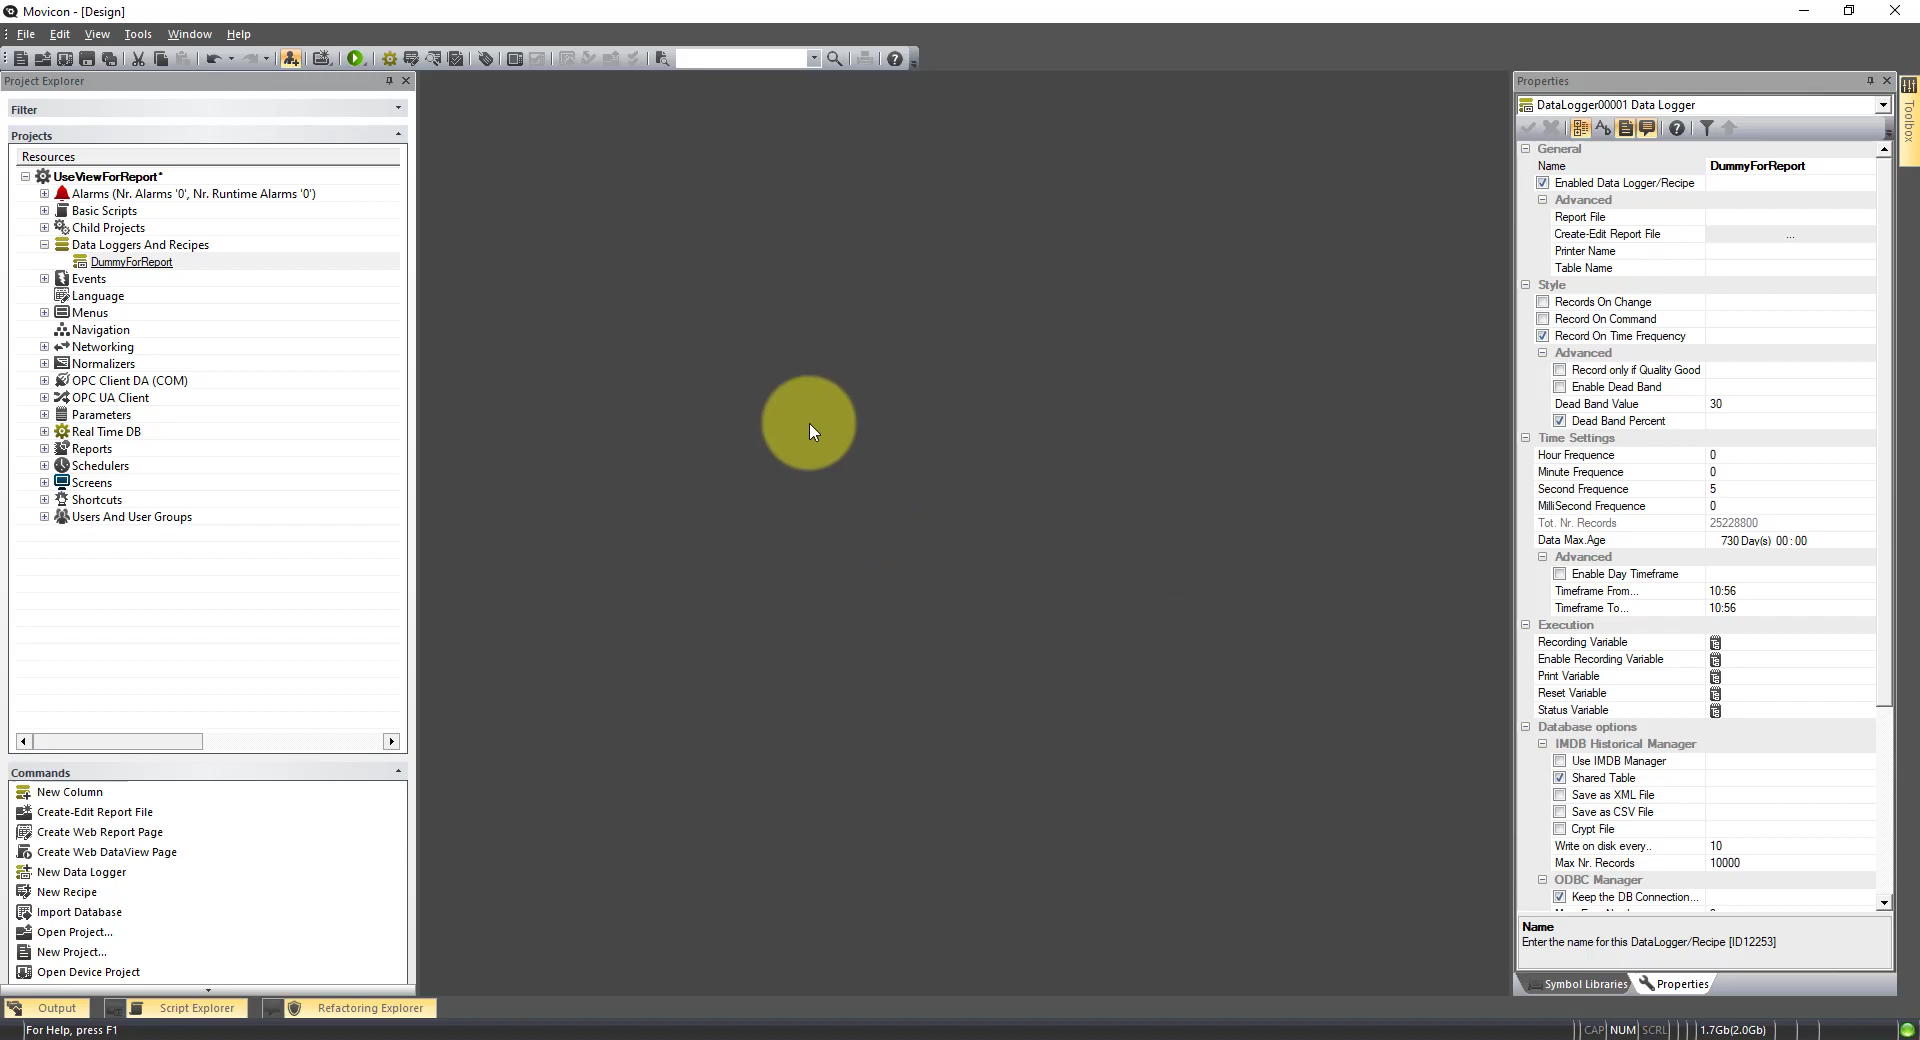 Movicon - [Design]
File Edit View Tools Window Help
Project Explorer
Filter
Projects
Resources
UseViewForReport*
Alarms (Nr. Alarms '0', Nr. Runtime Alarms '0')
Basic Scripts
Child Projects
Data Loggers And Recipes
DummyForReport
Events
Language
Menus
Navigation
Networking
Normalizers
OPC Client DA (COM)
OPC UA Client
Parameters
Real Time DB
Reports
Schedulers
Screens
Shortcuts
Users And User Groups
Commands
New Column
Create-Edit Report File
Create Web Report Page
Create Web DataView Page
New Data Logger
New Recipe
Import Database
Open Project...
New Project...
Open Device Project
Output Script Explorer Refactoring Explorer
For Help, press F1
Properties
DataLogger00001 Data Logger
General
Name DummyForReport
Enabled Data Logger/Recipe
Advanced
Report File
Create-Edit Report File ...
Printer Name
Table Name
Style
Records On Change
Record On Command
Record On Time Frequency
Advanced
Record only if Quality Good
Enable Dead Band
Dead Band Value 30
Dead Band Percent
Time Settings
Hour Frequency 0
Minute Frequency 0
Second Frequency 5
MilliSecond Frequency 0
Tot. Nr. Records 25228800
Data Max.Age 730 Day(s) 00 : 00
Advanced
Enable Day Timeframe
Timeframe From... 10:56
Timeframe To... 10:56
Execution
Recording Variable
Enable Recording Variable
Print Variable
Reset Variable
Status Variable
Database options
IMDB Historical Manager
Use IMDB Manager
Shared Table
Save as XML File
Save as CSV File
Crypt File
Write on disk every.. 10
Max Nr. Records 10000
ODBC Manager
Keep the DB Connection...
Name
Enter the name for this DataLogger/Recipe [ID12253]
Symbol Libraries Properties
Toolbox
CAP NUM SCRL 1.7Gb(2.0Gb)